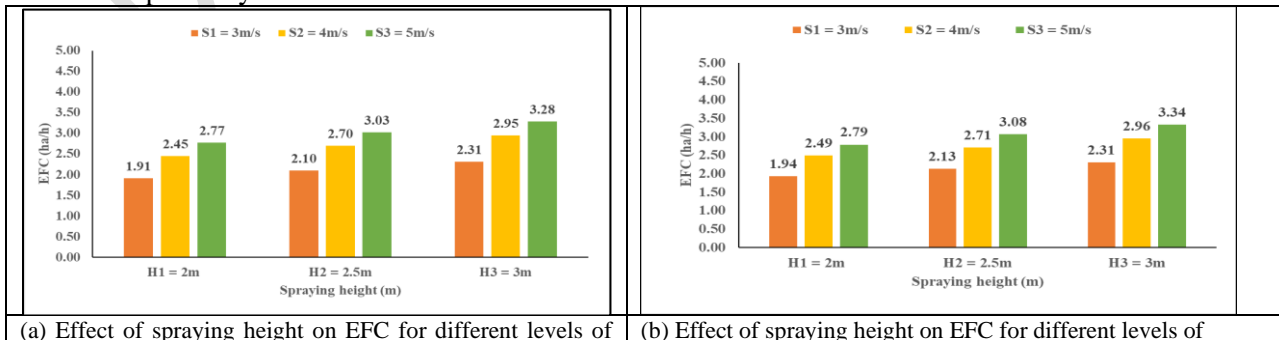 S1 = 3m/s S2 = 4m/s S3 = 5m/s
5.00
4.50
4.00
3.50
3.00
2.50
2.00
1.50
1.00
0.50
0.00
EFC (ha/h)
1.91 2.45 2.77 2.10 2.70 3.03 2.31 2.95 3.28
H1 = 2m H2 = 2.5m H3 = 3m
Spraying height (m)
(a) Effect of spraying height on EFC for different levels of
S1 = 3m/s S2 = 4m/s S3 = 5m/s
5.00
4.50
4.00
3.50
3.00
2.50
2.00
1.50
1.00
0.50
0.00
EFC (ha/h)
1.94 2.49 2.79 2.13 2.71 3.08 2.31 2.96 3.34
H1 = 2m H2 = 2.5m H3 = 3m
Spraying height (m)
(b) Effect of spraying height on EFC for different levels of